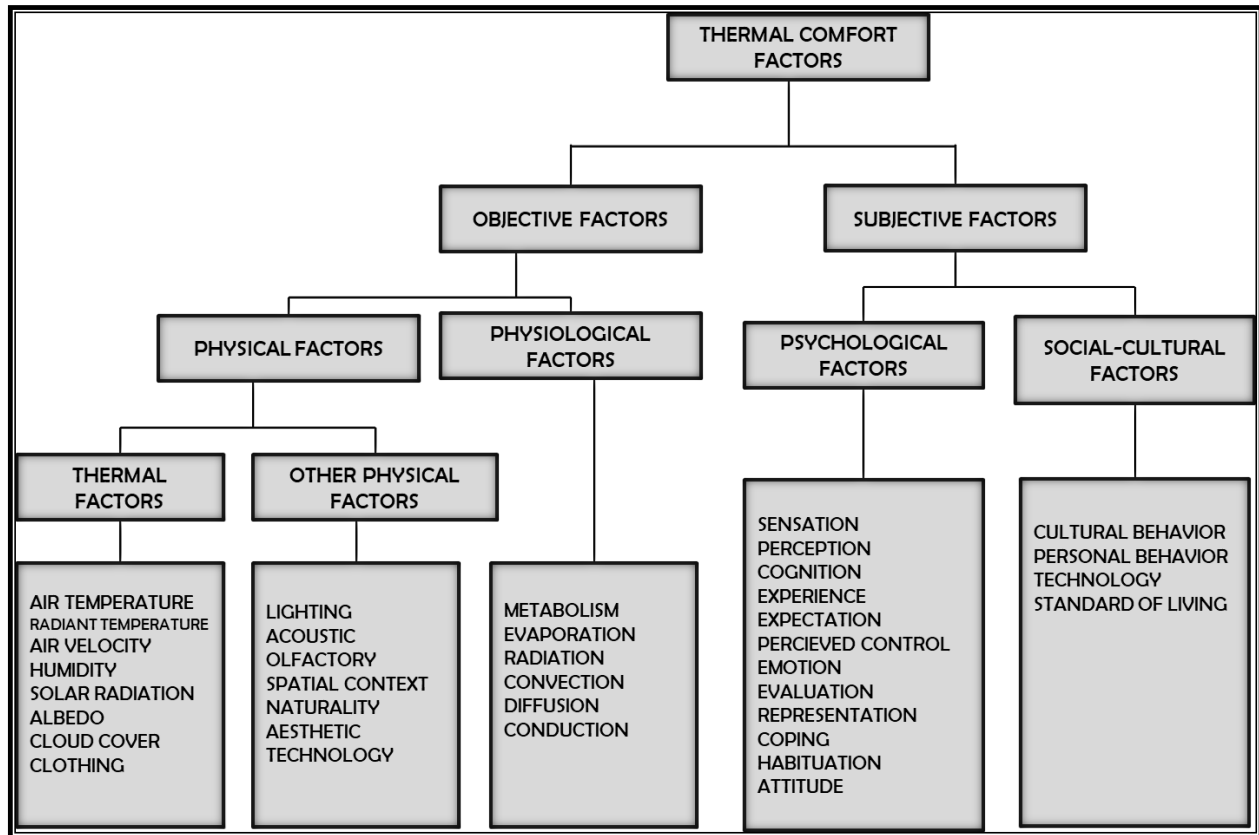 THERMAL COMFORT
FACTORS
OBJECTIVE FACTORS
SUBJECTIVE FACTORS
PHYSICAL FACTORS
PHYSIOLOGICAL
FACTORS
PSYCHOLOGICAL
FACTORS
SOCIAL-CULTURAL
FACTORS
THERMAL
FACTORS
OTHER PHYSICAL
FACTORS
AIR TEMPERATURE
RADIANT TEMPERATURE
AIR VELOCITY
HUMIDITY
SOLAR RADIATION
ALBEDO
CLOUD COVER
CLOTHING
LIGHTING
ACOUSTIC
OLFACTORY
SPATIAL CONTEXT
NATURALITY
AESTHETIC
TECHNOLOGY
METABOLISM
EVAPORATION
RADIATION
CONVECTION
DIFFUSION
CONDUCTION
SENSATION
PERCEPTION
COGNITION
EXPERIENCE
EXPECTATION
PERCIEVED CONTROL
EMOTION
EVALUATION
REPRESENTATION
COPING
HABITUATION
ATTITUDE
CULTURAL BEHAVIOR
PERSONAL BEHAVIOR
TECHNOLOGY
STANDARD OF LIVING